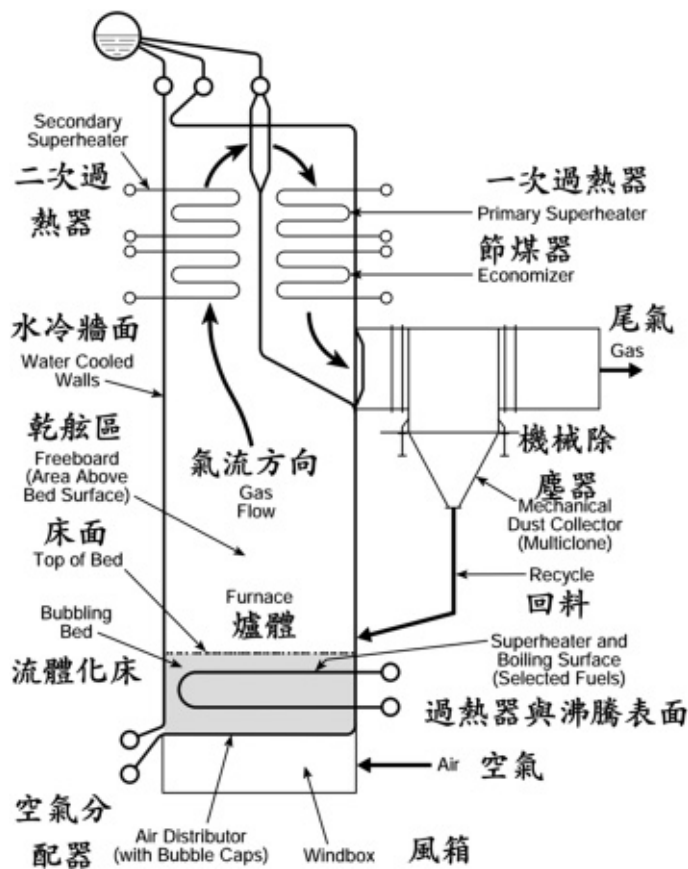 Secondary
Superheater
二次過
熱器
一次過熱器
Primary Superheater
節煤器
Economizer
水冷牆面
Water Cooled
Walls
尾氣
Gas
乾舷區
Freeboard
(Area Above
Bed Surface)
氣流方向
Gas
Flow
機械除
塵器
Mechanical
Dust Collector
(Multiclone)
床面
Top of Bed
Recycle
回料
Furnace
爐體
Bubbling
Bed
流體化床
Superheater and
Boiling Surface
(Selected Fuels)
過熱器與沸騰表面
Air
空氣
空氣分
配器
Air Distributor
(with Bubble Caps)
Windbox
風箱